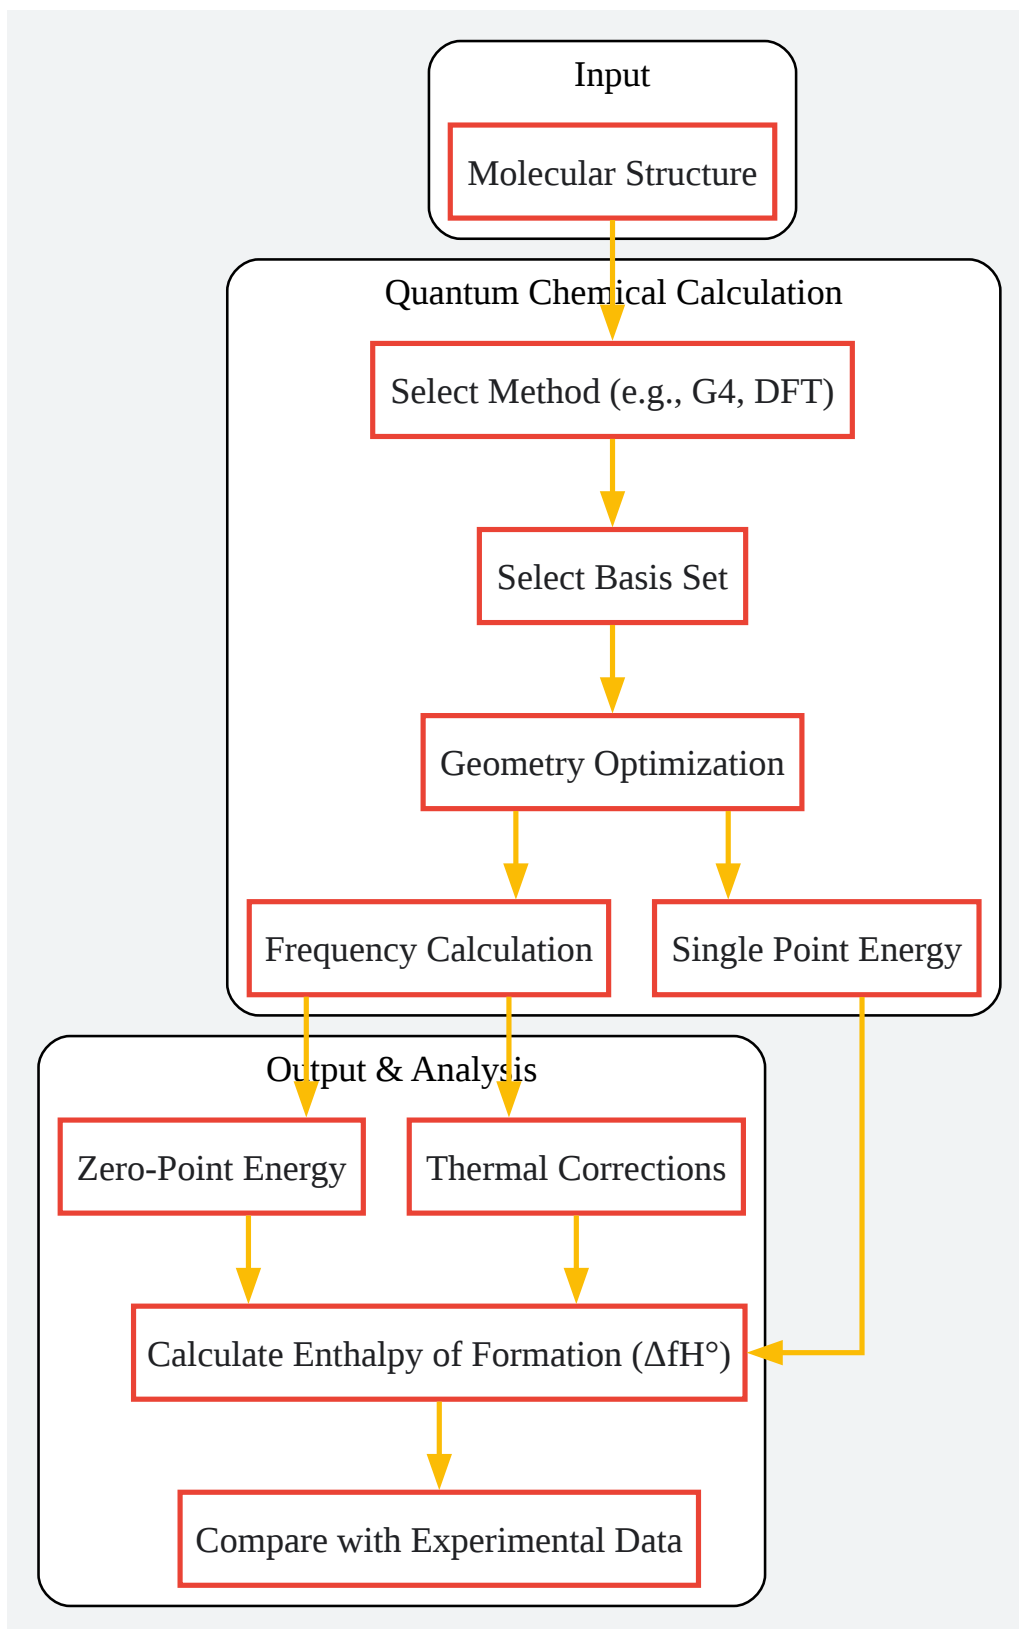 Input
Molecular Structure
Quantum Chemical Calculation
Select Method (e.g., G4, DFT)
Select Basis Set
Geometry Optimization
Frequency Calculation
Single Point Energy
Output & Analysis
Zero-Point Energy
Thermal Corrections
Calculate Enthalpy of Formation (ΔfH°)
Compare with Experimental Data